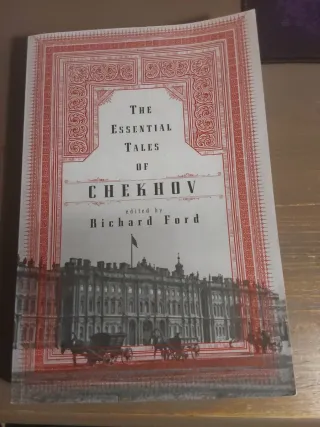 THE
ESSENTIAL
TALES
OF
CHEKHOV
edited by
Richard Ford